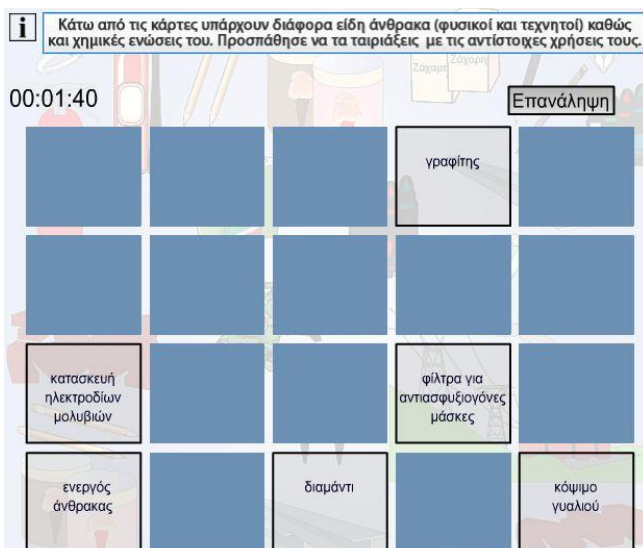 i
Κάτω από τις κάρτες υπάρχουν διάφορα είδη άνθρακα (φυσικοί και τεχνητοί) καθώς
και χημικές ενώσεις του. Προσπάθησε να τα ταιριάξεις με τις αντίστοιχες χρήσεις τους.
Ζάχαρη
Ζάχαρη
00:01:40
Επανάληψη
γραφίτης
κατασκευή
ηλεκτροδίων
μολυβιών
φίλτρα για
αντιασφυξιογόνες
μάσκες
ενεργός
άνθρακας
διαμάντι
κόψιμο
γυαλιού